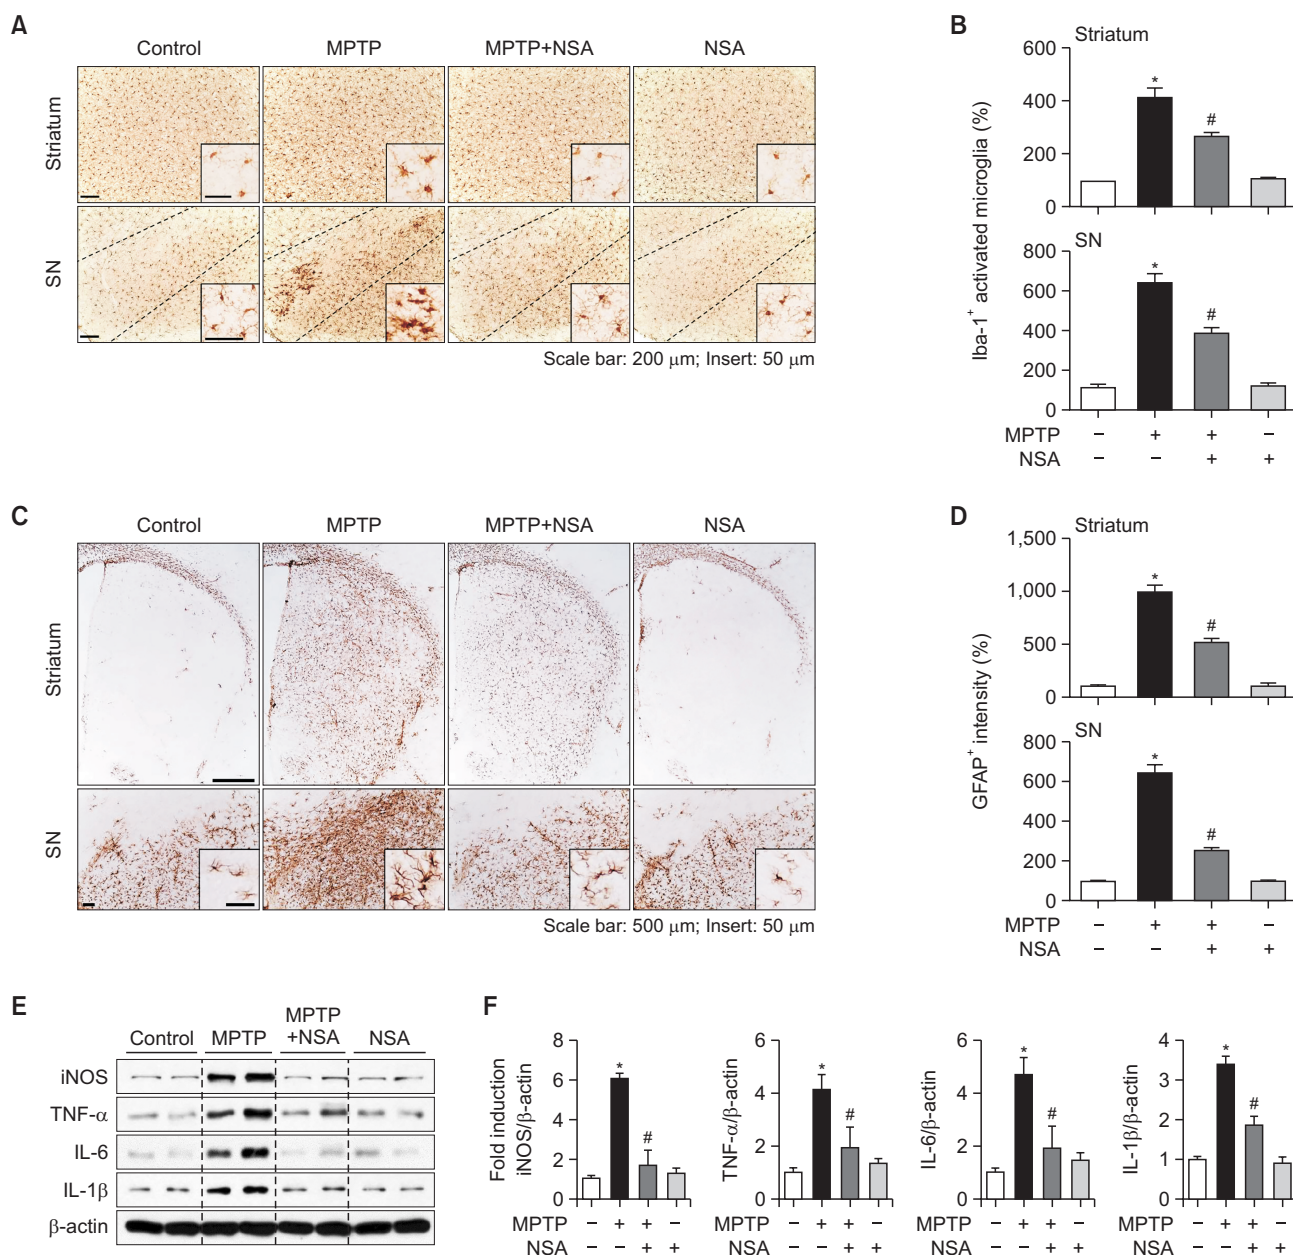 A
Control MPTP MPTP+NSA NSA
Striatum
SN
Scale bar: 200 μm; Insert: 50 μm
B
Striatum
Iba-1+ activated microglia (%)
600
400
200
0
SN
800
600
400
200
0
MPTP − + + −
NSA − − + +
C
Control MPTP MPTP+NSA NSA
Striatum
SN
Scale bar: 500 μm; Insert: 50 μm
D
Striatum
GFAP+ intensity (%)
1,500
1,000
500
0
* #
SN
800
600
400
200
0
* #
MPTP − + + −
NSA − − + +
E
Control MPTP MPTP+NSA NSA
iNOS
TNF-α
IL-6
IL-1β
β-actin
F
Fold induction
iNOS/β-actin
8
6
4
2
0
* #
MPTP − + + −
NSA − − + +
TNF-α/β-actin
6
4
2
0
* #
− + + −
− − + +
IL-6/β-actin
6
4
2
0
* #
MPTP − + + −
NSA − − + +
IL-1β/β-actin
4
3
2
1
0
* #
MPTP − + + −
NSA − − + +